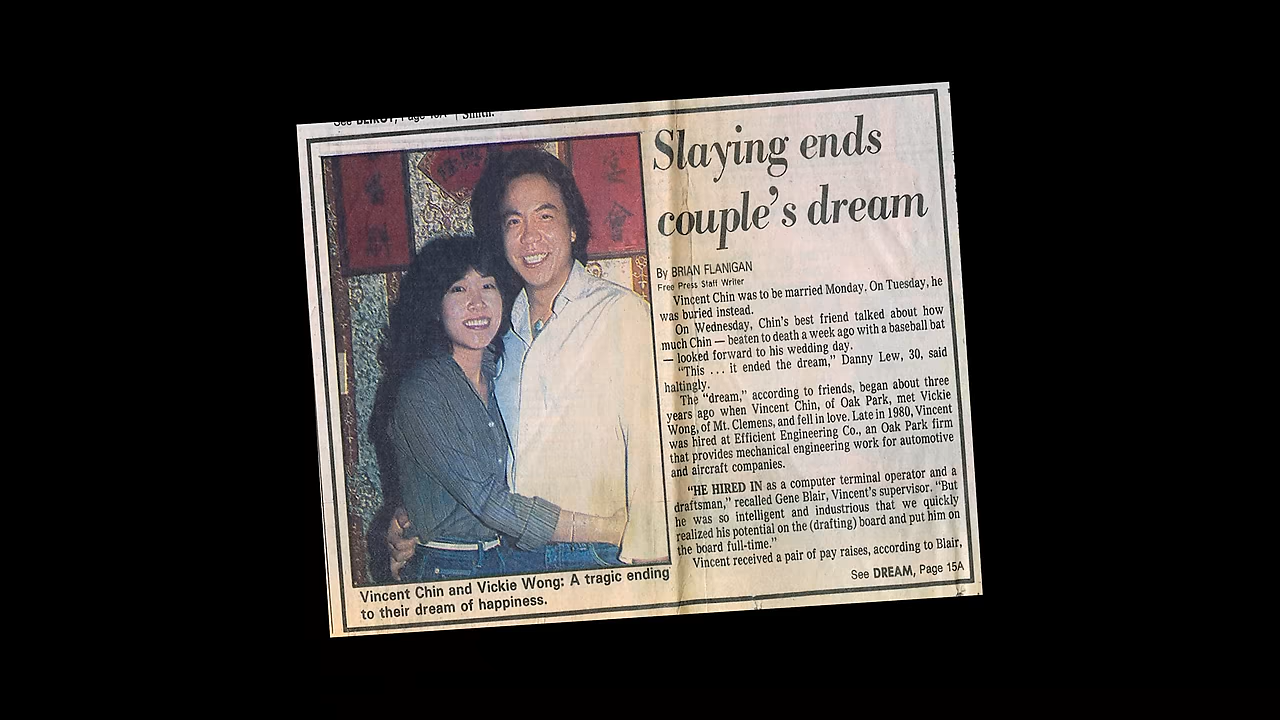 See BEIRUT, Page 15A | Smith.
Slaying ends
couple's dream
By BRIAN FLANIGAN
Free Press Staff Writer
Vincent Chin was to be married Monday. On Tuesday, he
was buried instead.
On Wednesday, Chin's best friend talked about how
much Chin — beaten to death a week ago with a baseball bat
— looked forward to his wedding day.
"This . . . it ended the dream," Danny Lew, 30, said
haltingly.
The "dream," according to friends, began about three
years ago when Vincent Chin, of Oak Park, met Vickie
Wong, of Mt. Clemens, and fell in love. Late in 1980, Vincent
was hired at Efficient Engineering Co., an Oak Park firm
that provides mechanical engineering work for automotive
and aircraft companies.
"HE HIRED IN as a computer terminal operator and a
draftsman," recalled Gene Blair, Vincent's supervisor. "But
he was so intelligent and industrious that we quickly
realized his potential on the (drafting) board and put him on
the board full-time."
Vincent received a pair of pay raises, according to Blair,
See DREAM, Page 15A
Vincent Chin and Vickie Wong: A tragic ending
to their dream of happiness.